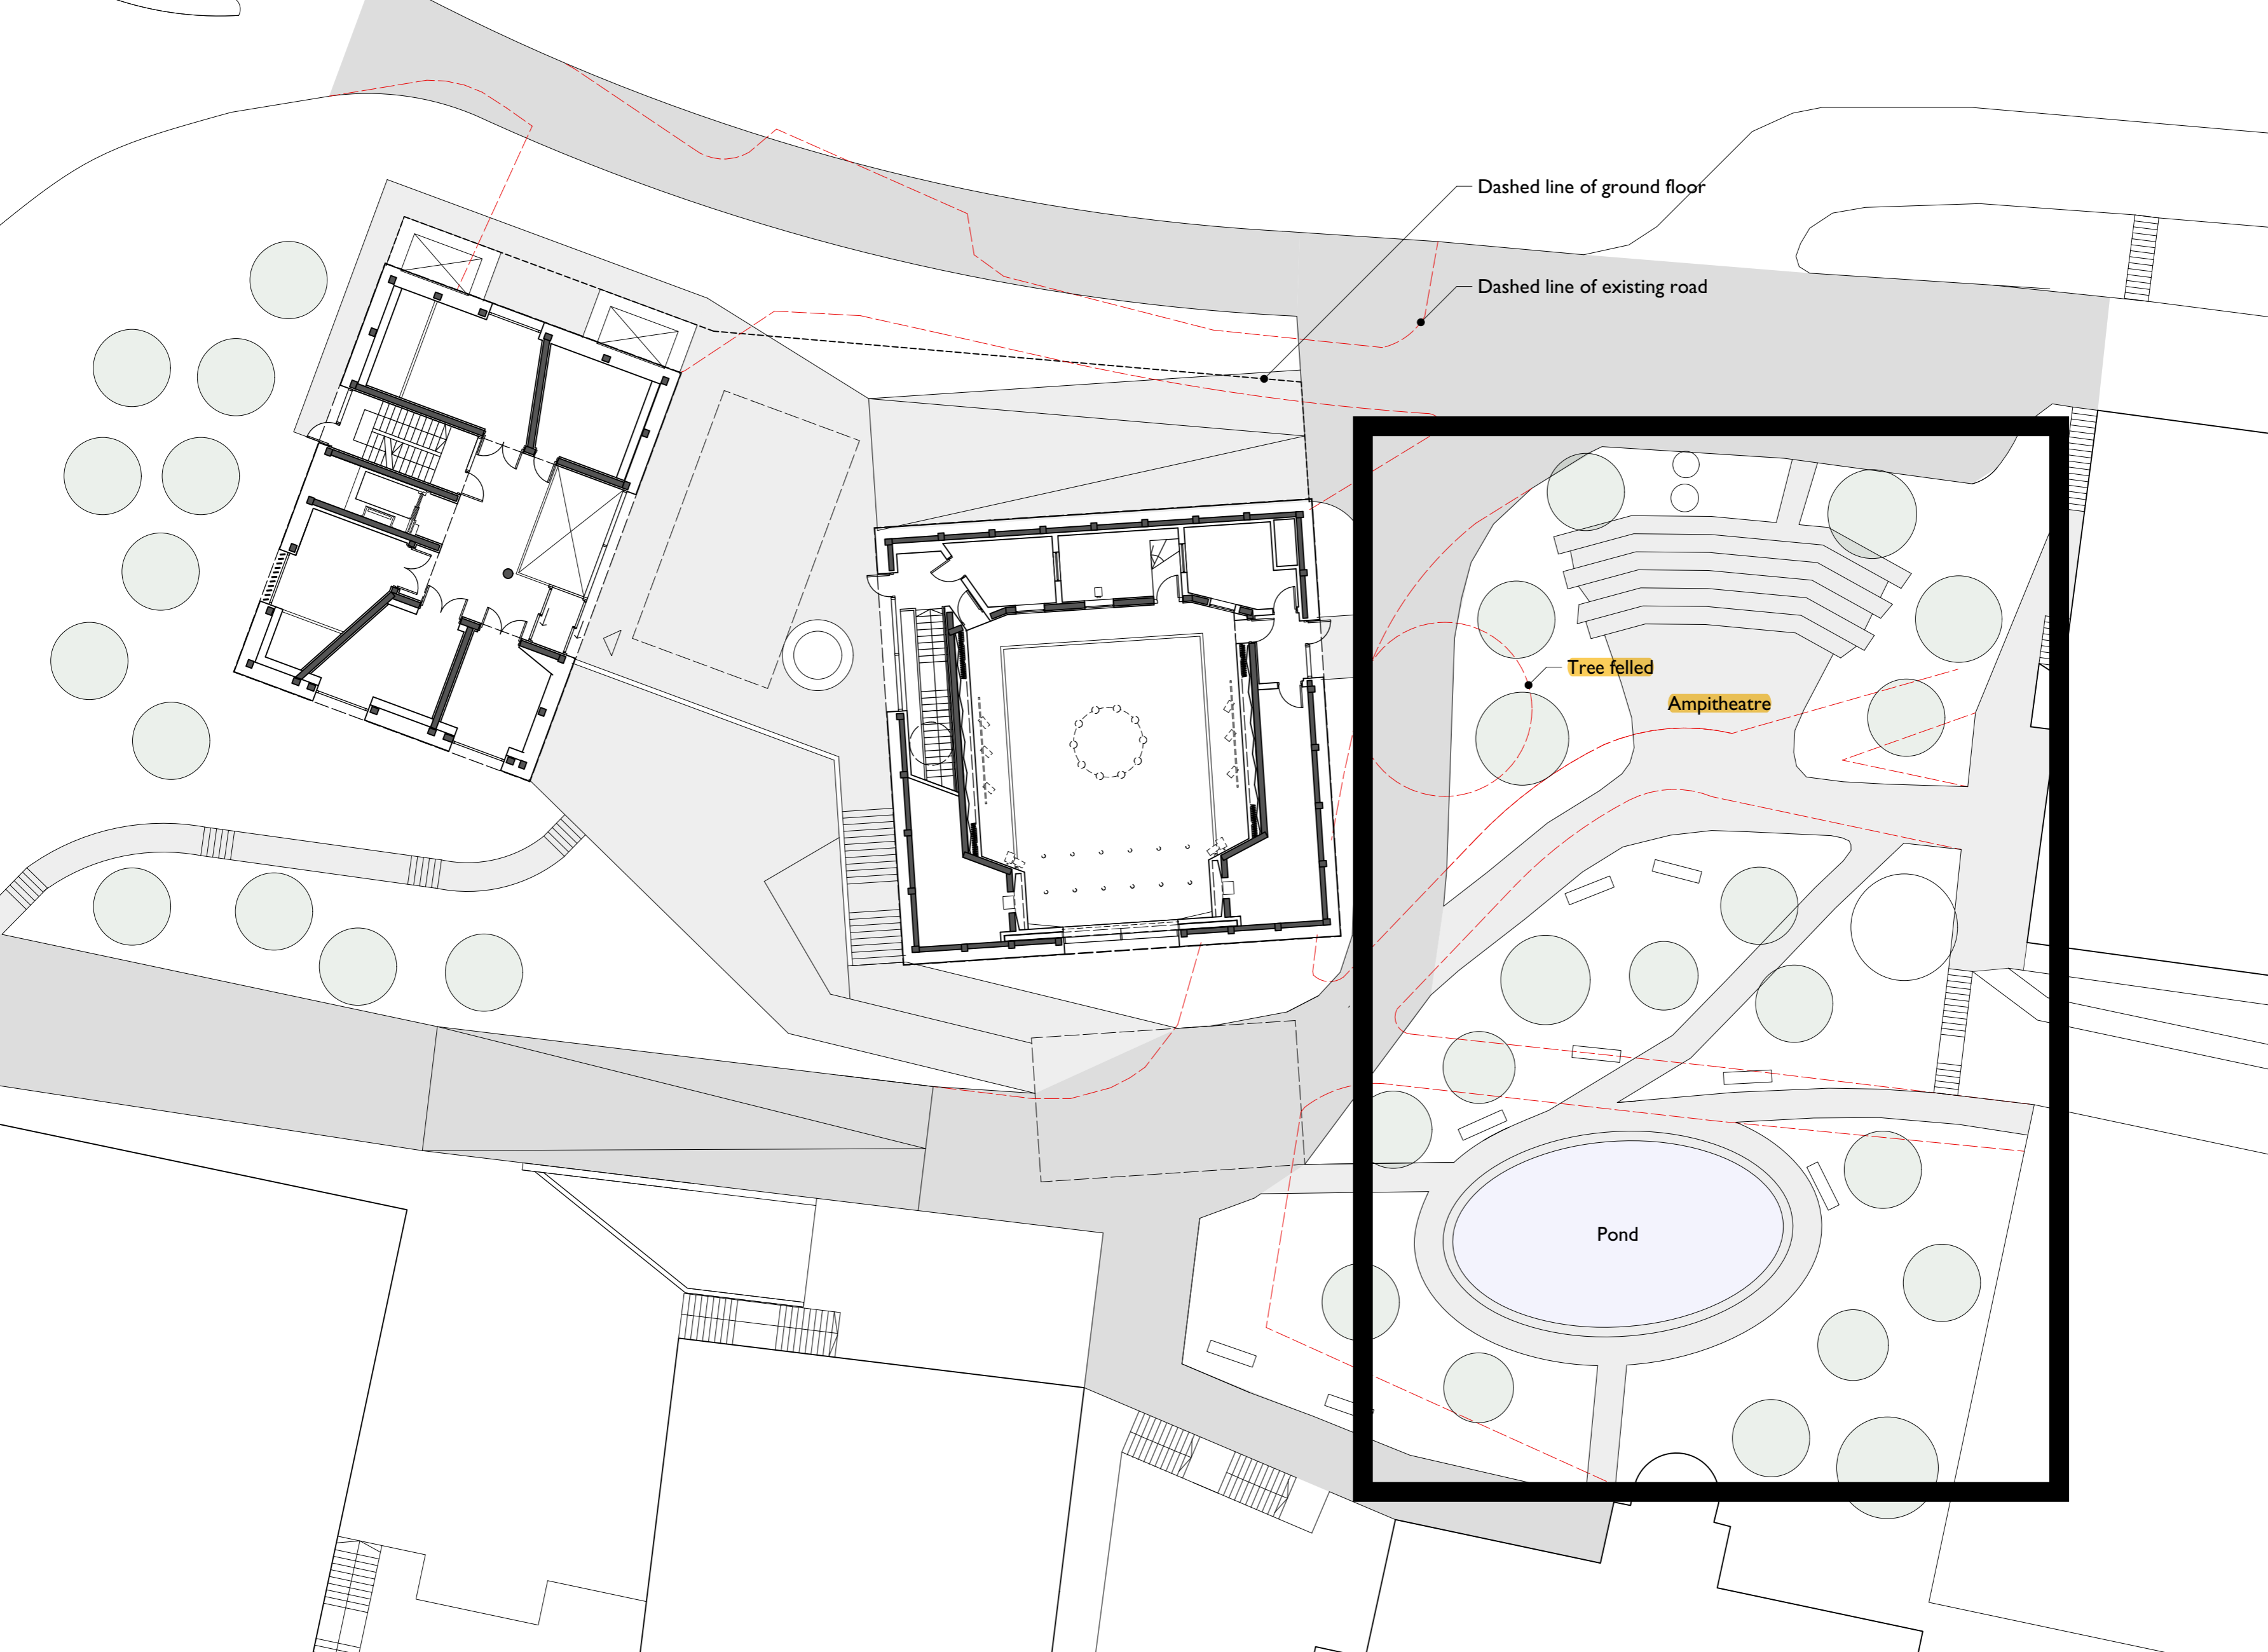 Dashed line of ground floor
Dashed line of existing road
Tree felled
Ampitheatre
Pond